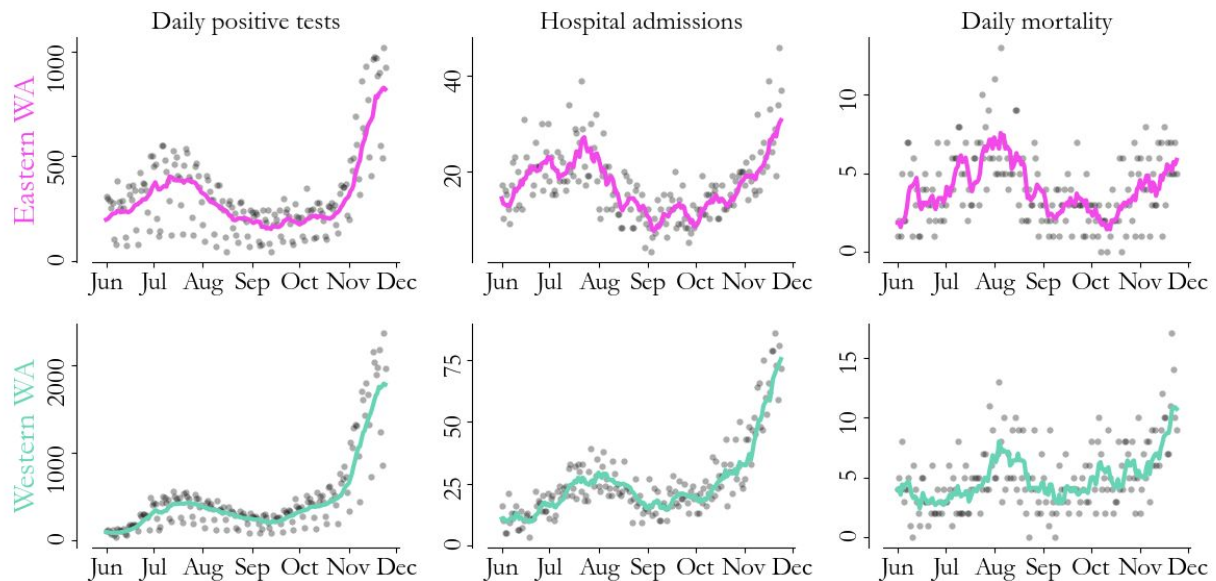 Daily positive tests
Hospital admissions
Daily mortality
Eastern WA
1000
500
0
Jun Jul Aug Sep Oct Nov Dec
40
20
Jun Jul Aug Sep Oct Nov Dec
10
5
0
Jun Jul Aug Sep Oct Nov Dec
Western WA
2000
1000
0
Jun Jul Aug Sep Oct Nov Dec
75
50
25
0
Jun Jul Aug Sep Oct Nov Dec
15
10
5
0
Jun Jul Aug Sep Oct Nov Dec